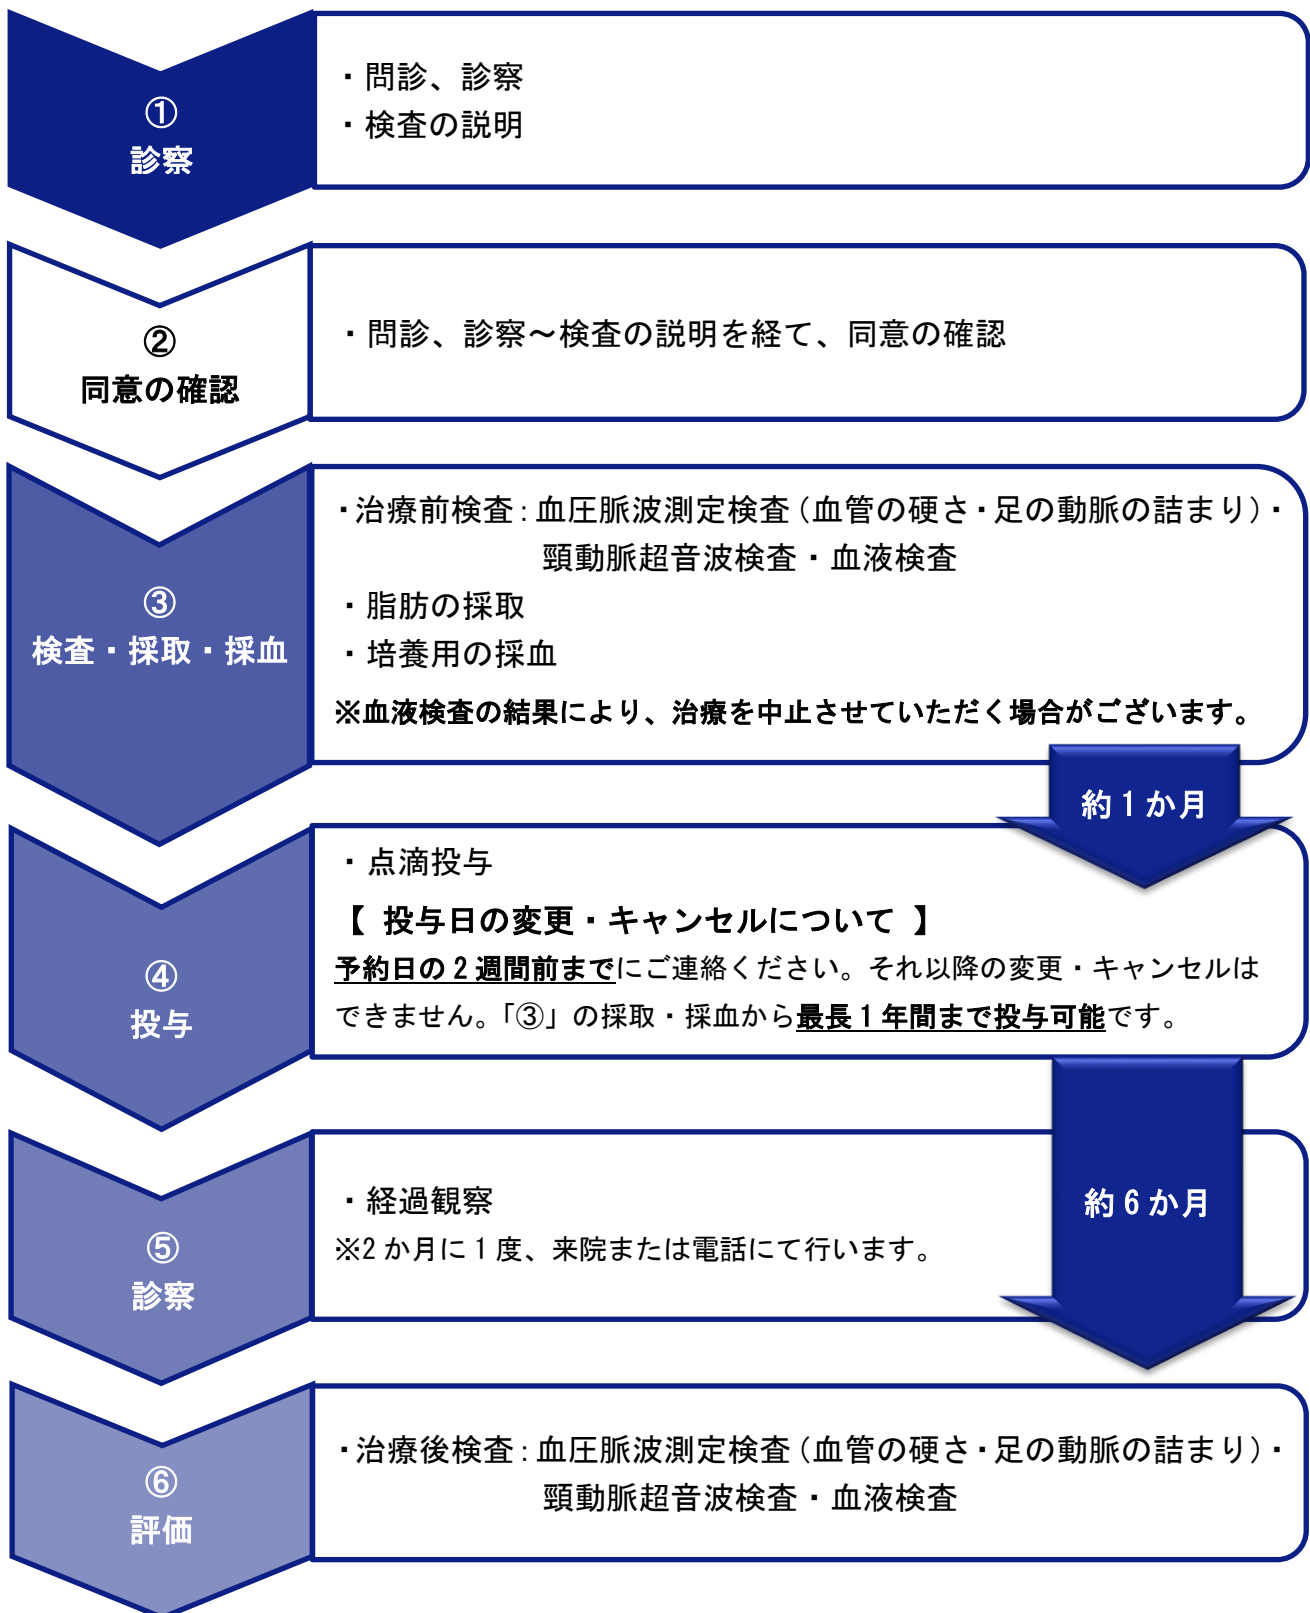 ①
診察
・問診、診察
・検査の説明
②
同意の確認
・問診、診察～検査の説明を経て、同意の確認
③
検査・採取・採血
・治療前検査：血圧脈波測定検査（血管の硬さ・足の動脈の詰まり）・
頸動脈超音波検査・血液検査
・脂肪の採取
・培養用の採血
※血液検査の結果により、治療を中止させていただく場合がございます。
約1か月
④
投与
・点滴投与
【 投与日の変更・キャンセルについて 】
予約日の2週間前までにご連絡ください。それ以降の変更・キャンセルは
できません。「③」の採取・採血から最長1年間まで投与可能です。
約6か月
⑤
診察
・経過観察
※2か月に1度、来院または電話にて行います。
⑥
評価
・治療後検査：血圧脈波測定検査（血管の硬さ・足の動脈の詰まり）・
頸動脈超音波検査・血液検査